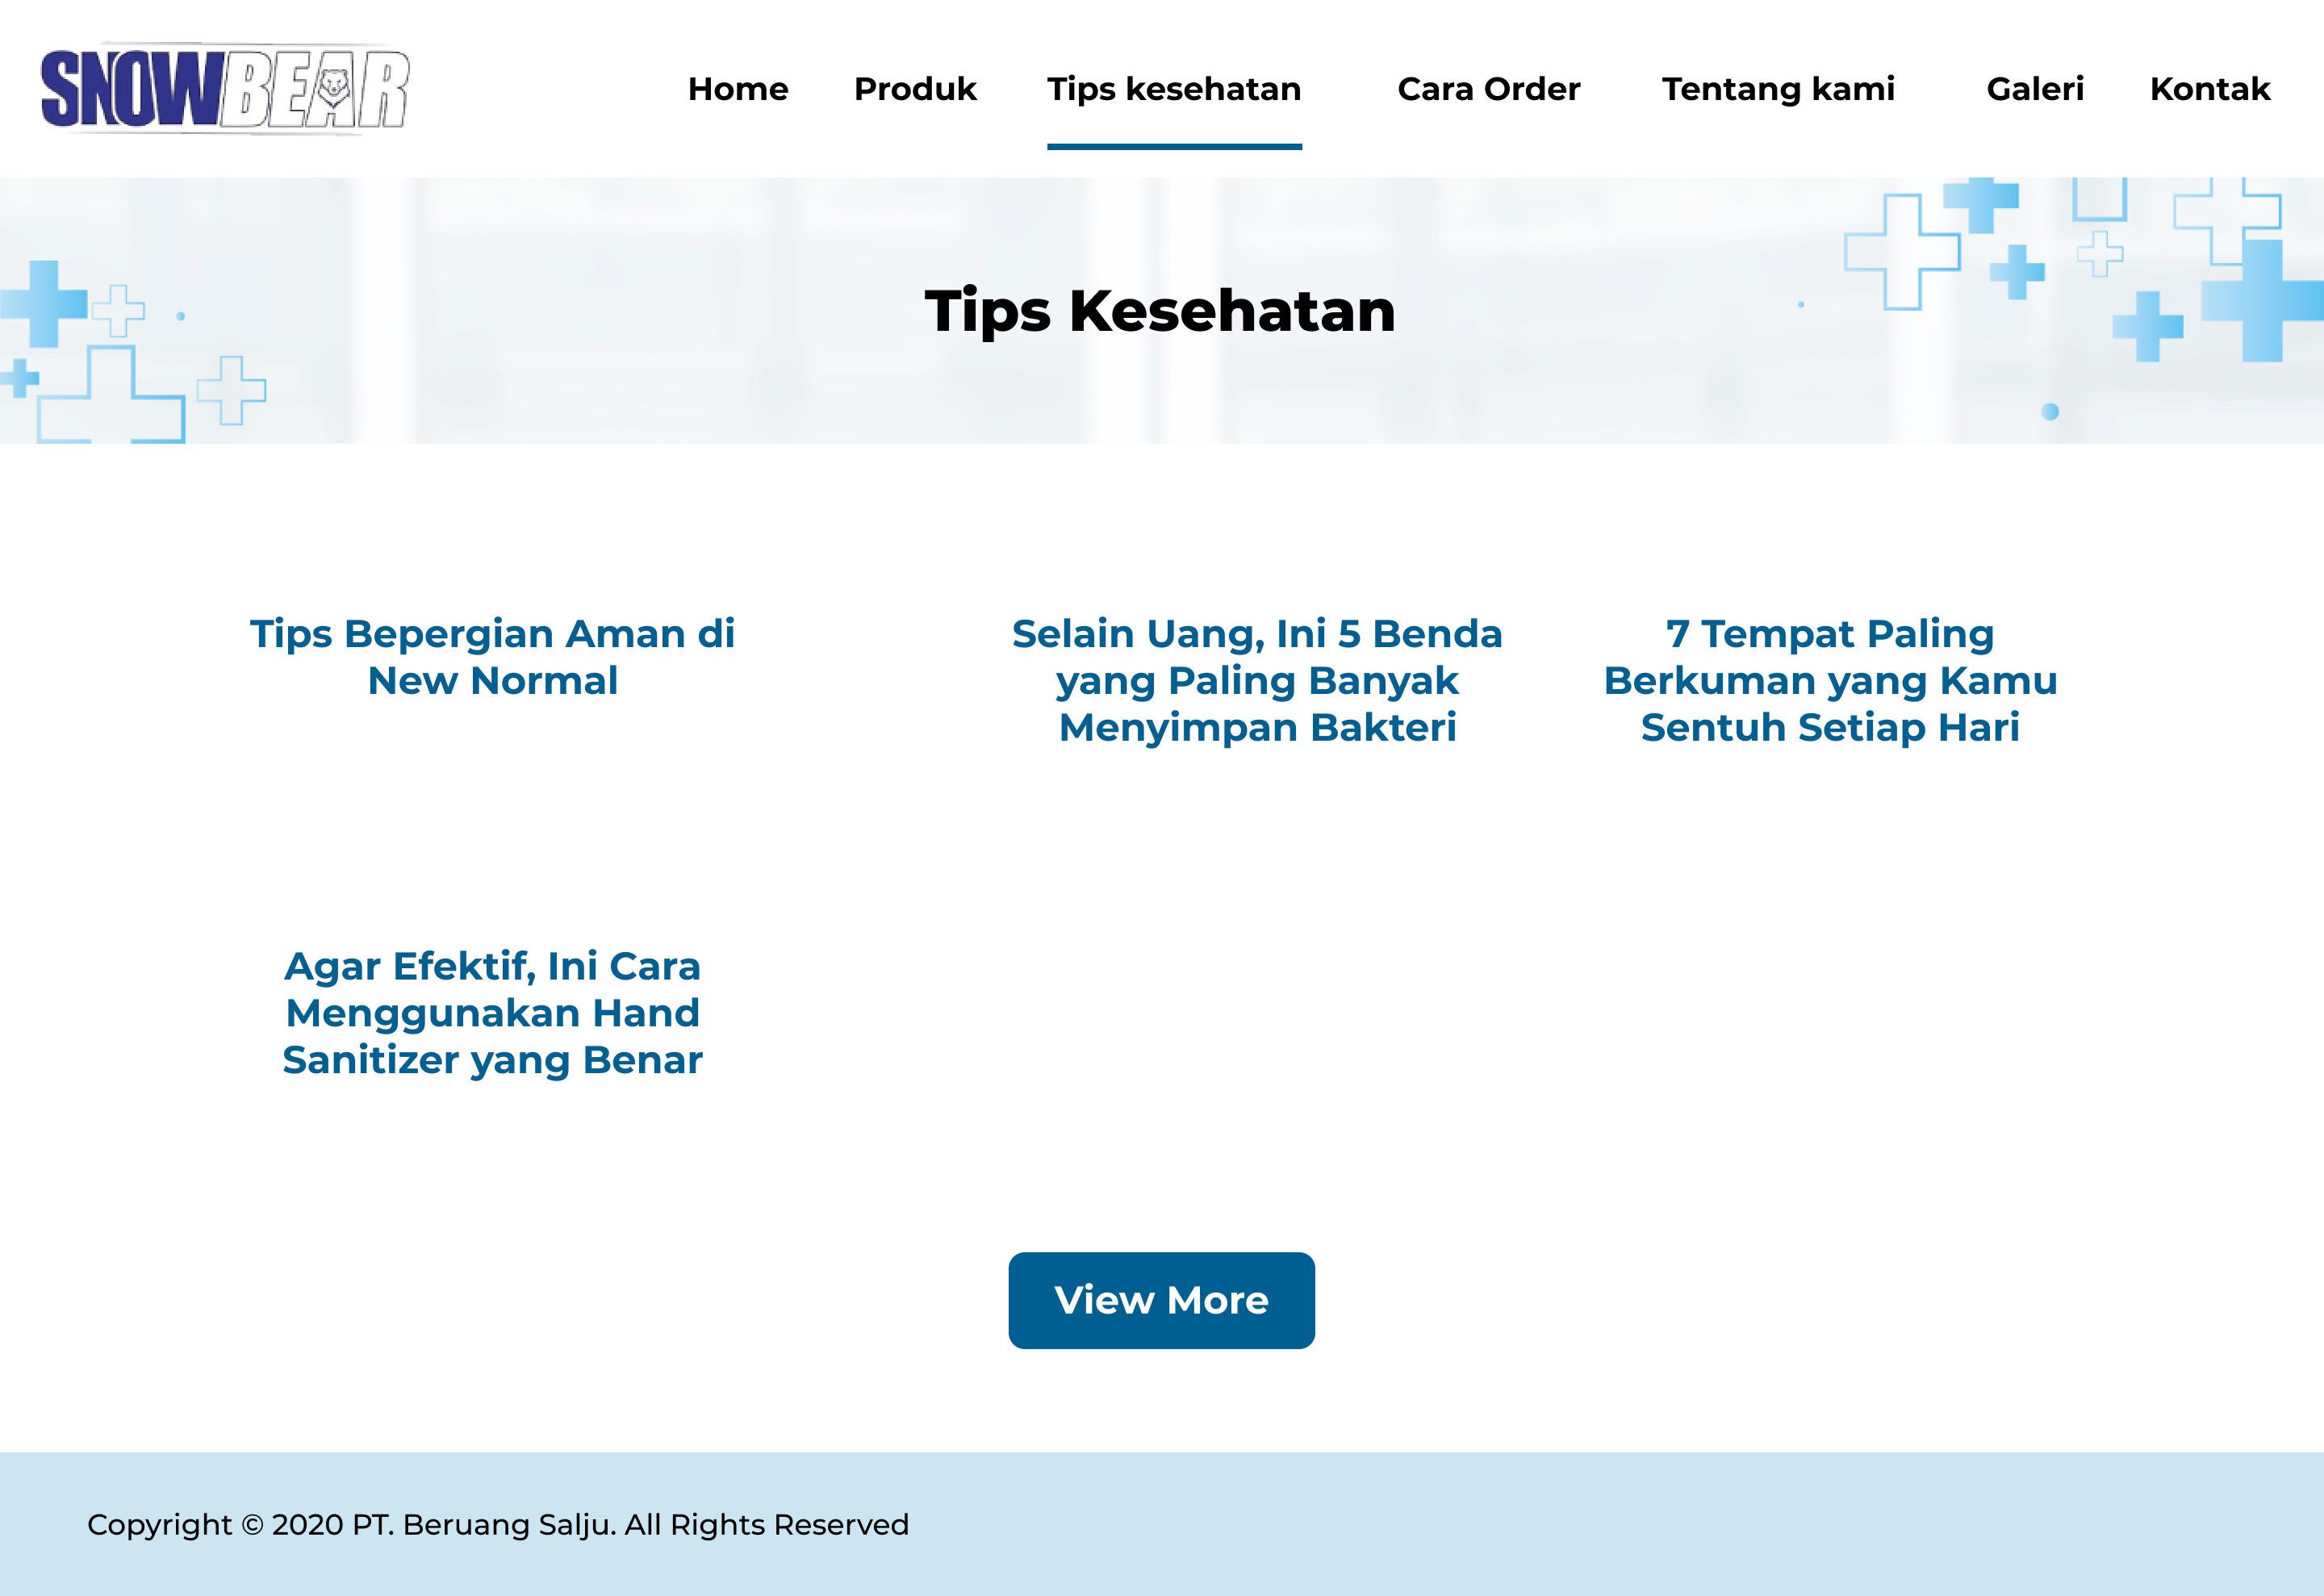 SNOWBEAR
Home Produk Tips kesehatan Cara Order Tentang kami Galeri Kontak
Tips Kesehatan
Tips Bepergian Aman di
New Normal
Selain Uang, Ini 5 Benda
yang Paling Banyak
Menyimpan Bakteri
7 Tempat Paling
Berkuman yang Kamu
Sentuh Setiap Hari
Agar Efektif, Ini Cara
Menggunakan Hand
Sanitizer yang Benar
View More
Copyright © 2020 PT. Beruang Salju. All Rights Reserved